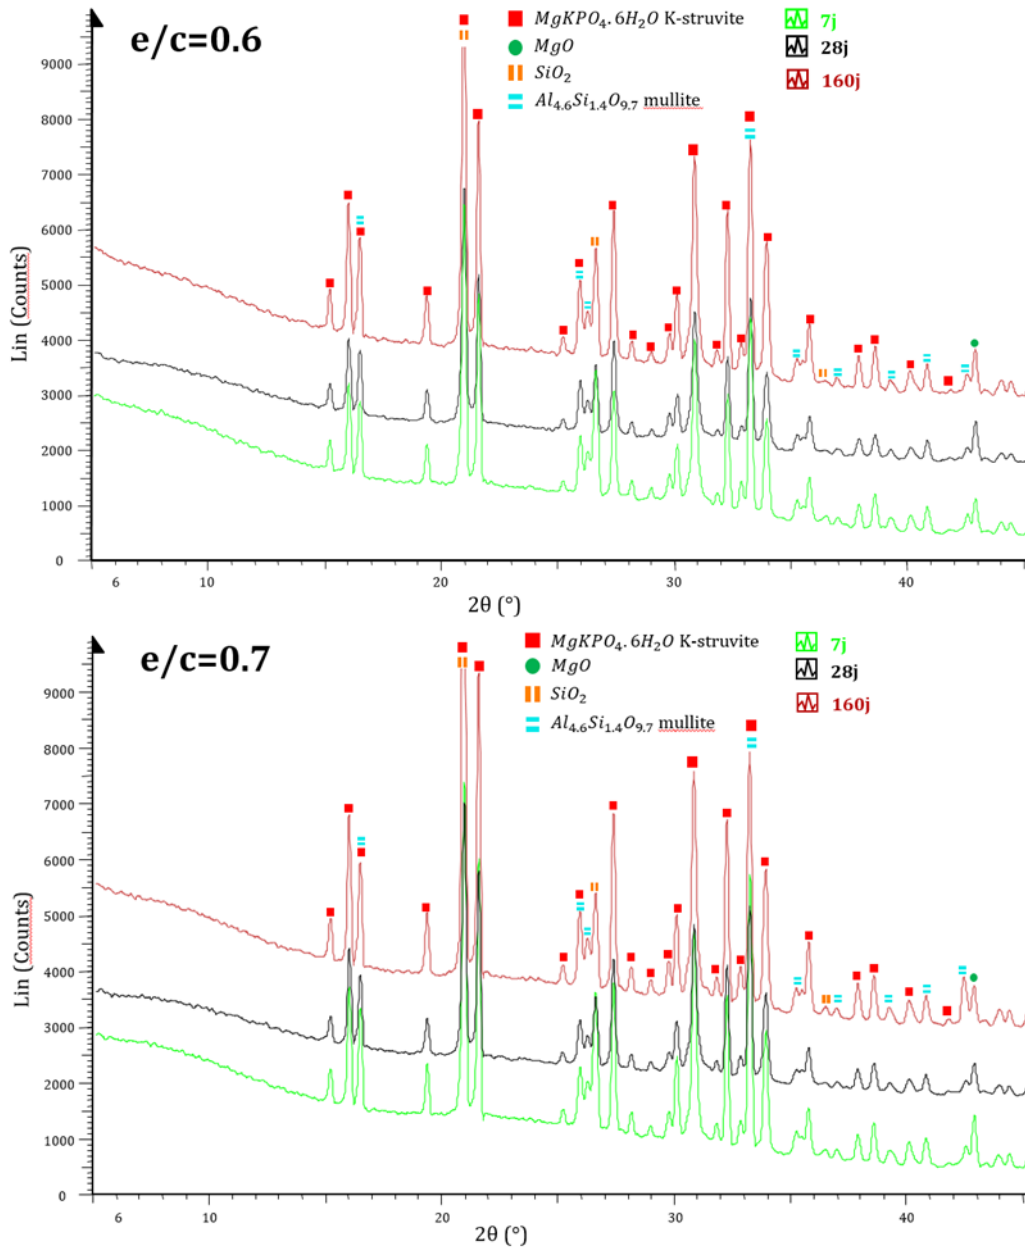 e/c=0.6
MgKPO₄.6H₂O K-struvite
MgO
SiO₂
Al₄.₆Si₁.₄O₉.₇ mullite
7j
28j
160j
Lin (Counts)
9000
8000
7000
6000
5000
4000
3000
2000
1000
0
6 10 20 30 40
2θ (°)
e/c=0.7
MgKPO₄.6H₂O K-struvite
MgO
SiO₂
Al₄.₆Si₁.₄O₉.₇ mullite
7j
28j
160j
Lin (Counts)
9000
8000
7000
6000
5000
4000
3000
2000
1000
0
6 10 20 30 40
2θ (°)